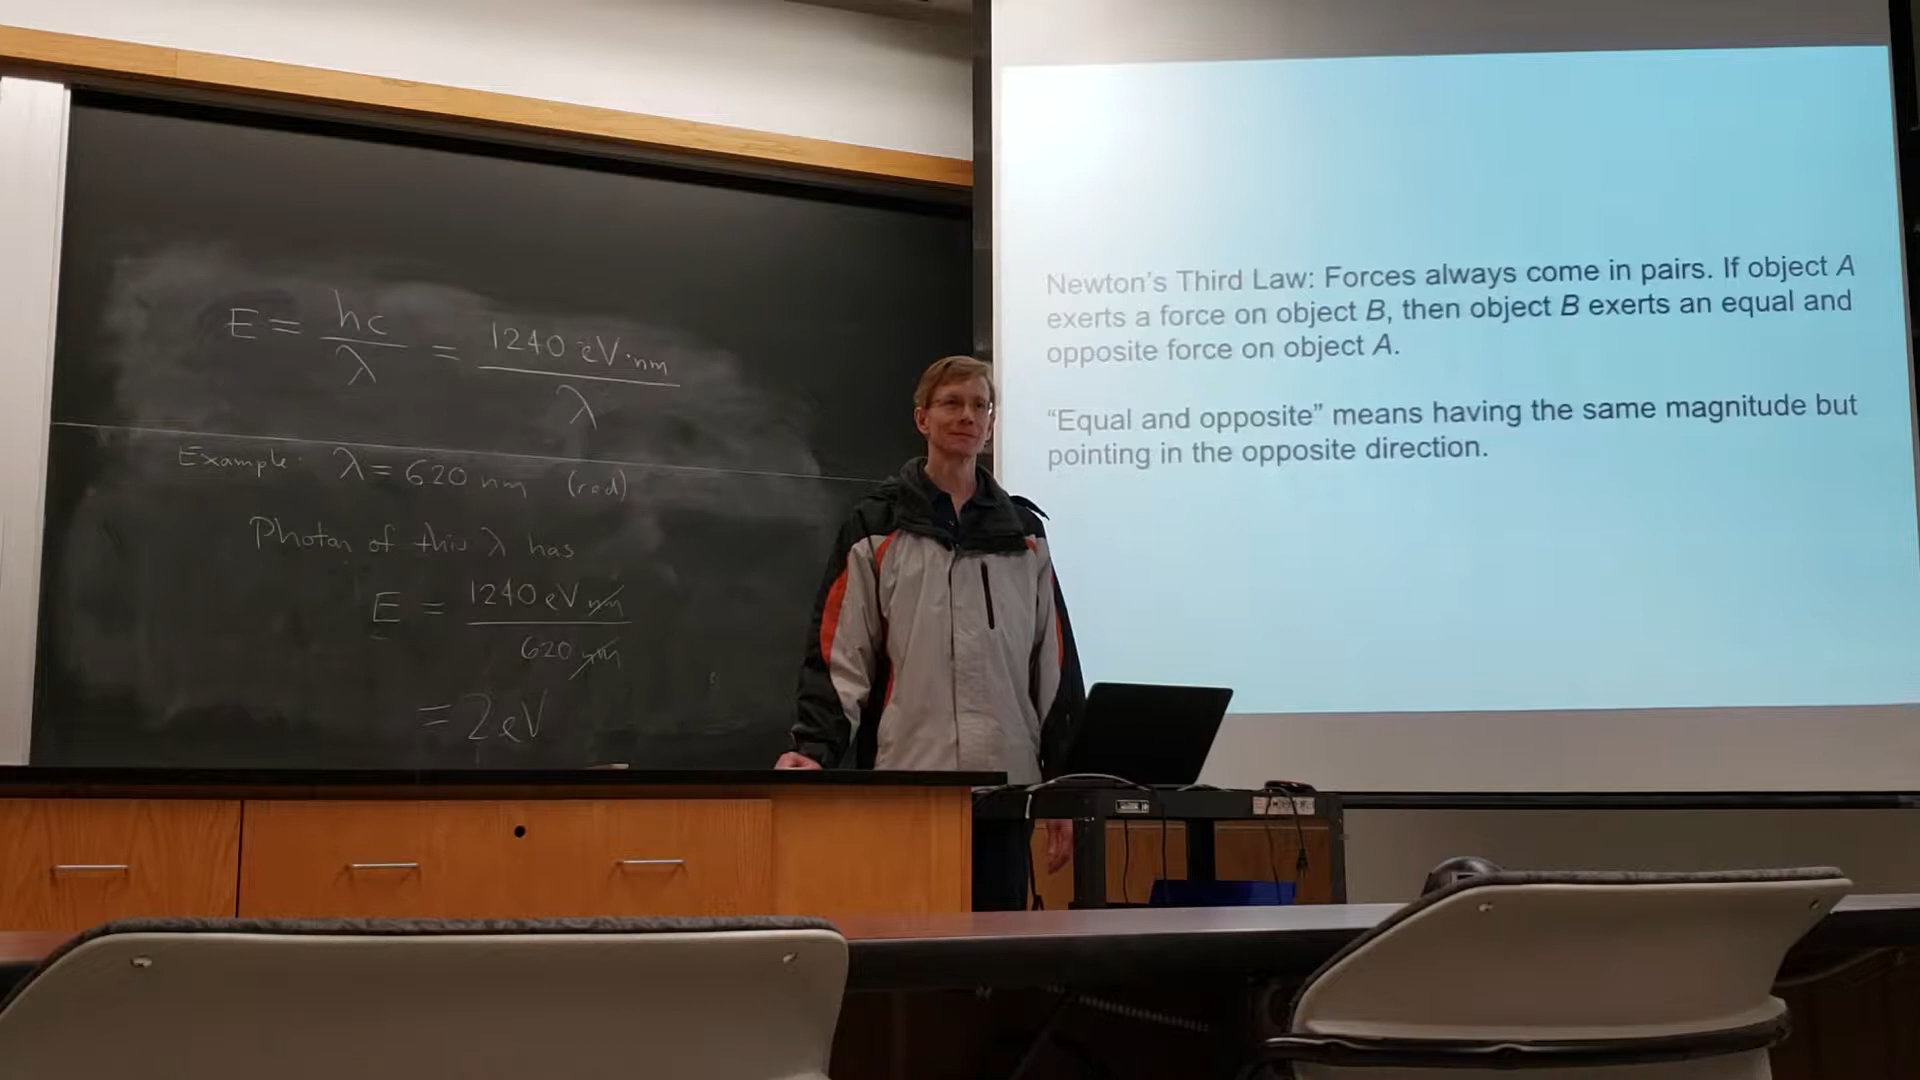 E = hc/λ = 1240 eV·nm/λ
Example: λ = 620 nm (red)
Photon of this λ has
E = 1240 eV nm/620 nm
= 2 eV
Newton's Third Law: Forces always come in pairs. If object A
exerts a force on object B, then object B exerts an equal and
opposite force on object A.
“Equal and opposite” means having the same magnitude but
pointing in the opposite direction.